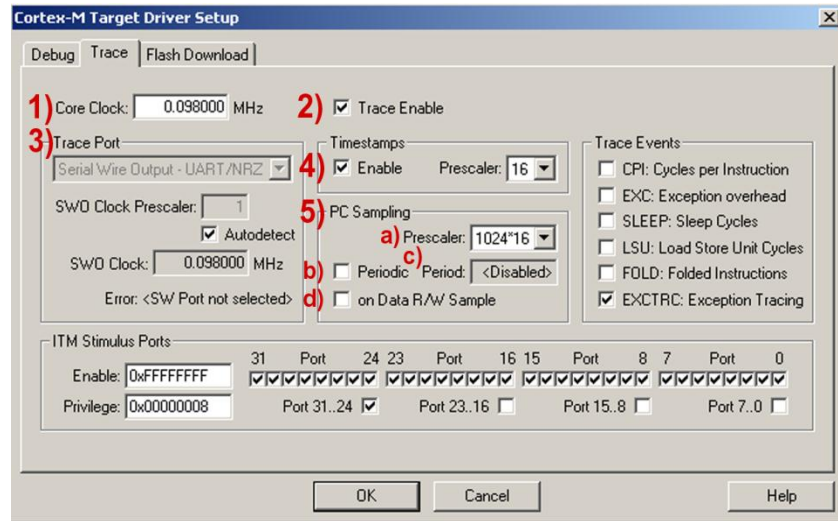 Cortex-M Target Driver Setup
Debug Trace Flash Download
1) Core Clock: 0.098000 MHz 2) Trace Enable
3) Trace Port
Serial Wire Output - UART/NRZ
SWO Clock Prescaler: 1
Autodetect
SWO Clock: 0.098000 MHz
Error: <SW Port not selected>
Timestamps
4) Enable Prescaler: 16
5) PC Sampling
a) Prescaler: 1024*16
b) Periodic c) Period: <Disabled>
d) on Data R/W Sample
Trace Events
CPI: Cycles per Instruction
EXC: Exception overhead
SLEEP: Sleep Cycles
LSU: Load Store Unit Cycles
FOLD: Folded Instructions
EXCTRC: Exception Tracing
ITM Stimulus Ports
31 Port 24 23 Port 16 15 Port 8 7 Port 0
Enable: 0xFFFFFFFF
Privilege: 0x00000008 Port 31..24 Port 23..16 Port 15..8 Port 7..0
OK Cancel Help